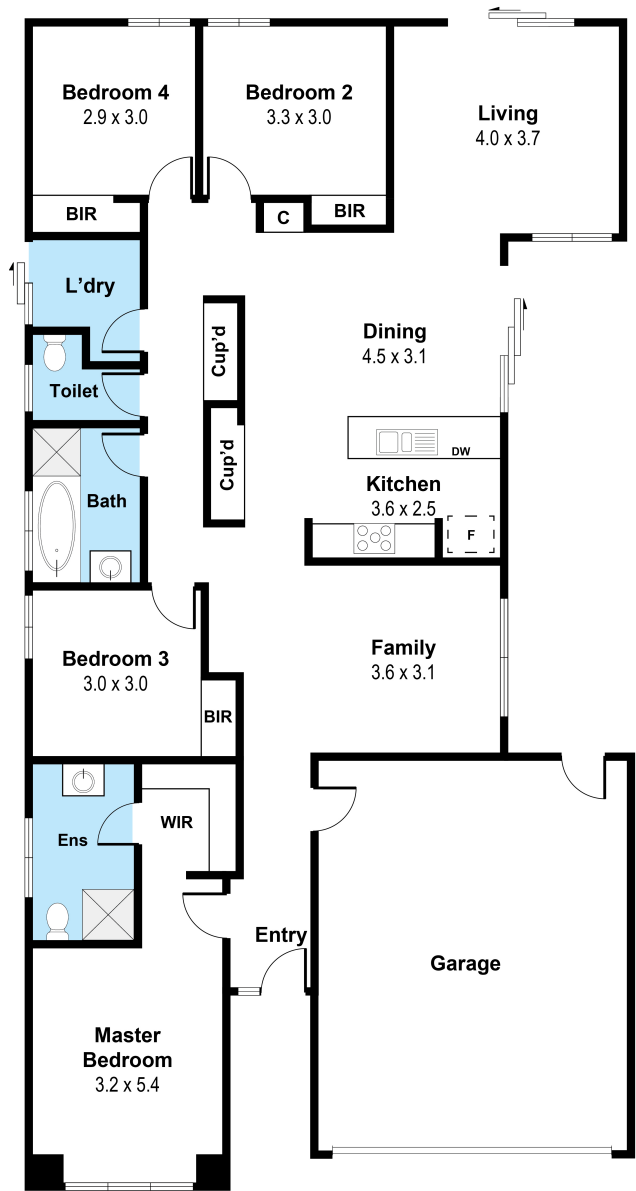 Bedroom 4
2.9 x 3.0
Bedroom 2
3.3 x 3.0
Living
4.0 x 3.7
BIR
C
BIR
L'dry
Cup'd
Dining
4.5 x 3.1
Toilet
Cup'd
DW
Bath
Kitchen
3.6 x 2.5
F
Bedroom 3
3.0 x 3.0
Family
3.6 x 3.1
BIR
WIR
Ens
Entry
Garage
Master
Bedroom
3.2 x 5.4